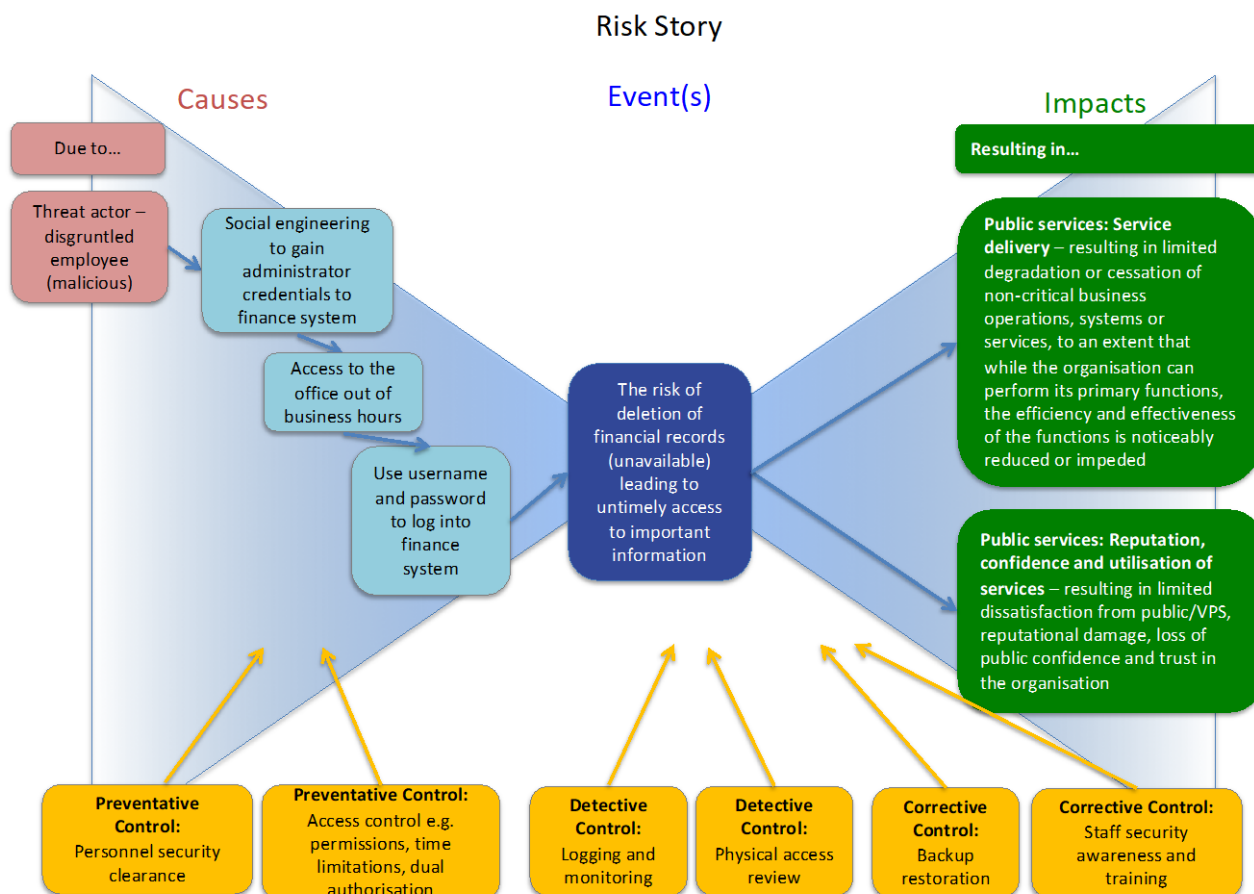 Risk Story
Causes
Event(s)
Impacts
Due to...
Resulting in...
Threat actor –
disgruntled
employee
(malicious)
Social engineering
to gain
administrator
credentials to
finance system
Access to the
office out of
business hours
Use username
and password
to log into
finance
system
The risk of
deletion of
financial records
(unavailable)
leading to
untimely access
to important
information
Public services: Service
delivery – resulting in limited
degradation or cessation of
non-critical business
operations, systems or
services, to an extent that
while the organisation can
perform its primary functions,
the efficiency and effectiveness
of the functions is noticeably
reduced or impeded
Public services: Reputation,
confidence and utilisation of
services – resulting in limited
dissatisfaction from public/VPS,
reputational damage, loss of
public confidence and trust in
the organisation
Preventative
Control:
Personnel security
clearance
Preventative Control:
Access control e.g.
permissions, time
limitations, dual
authorisation
Detective
Control:
Logging and
monitoring
Detective
Control:
Physical access
review
Corrective
Control:
Backup
restoration
Corrective Control:
Staff security
awareness and
training